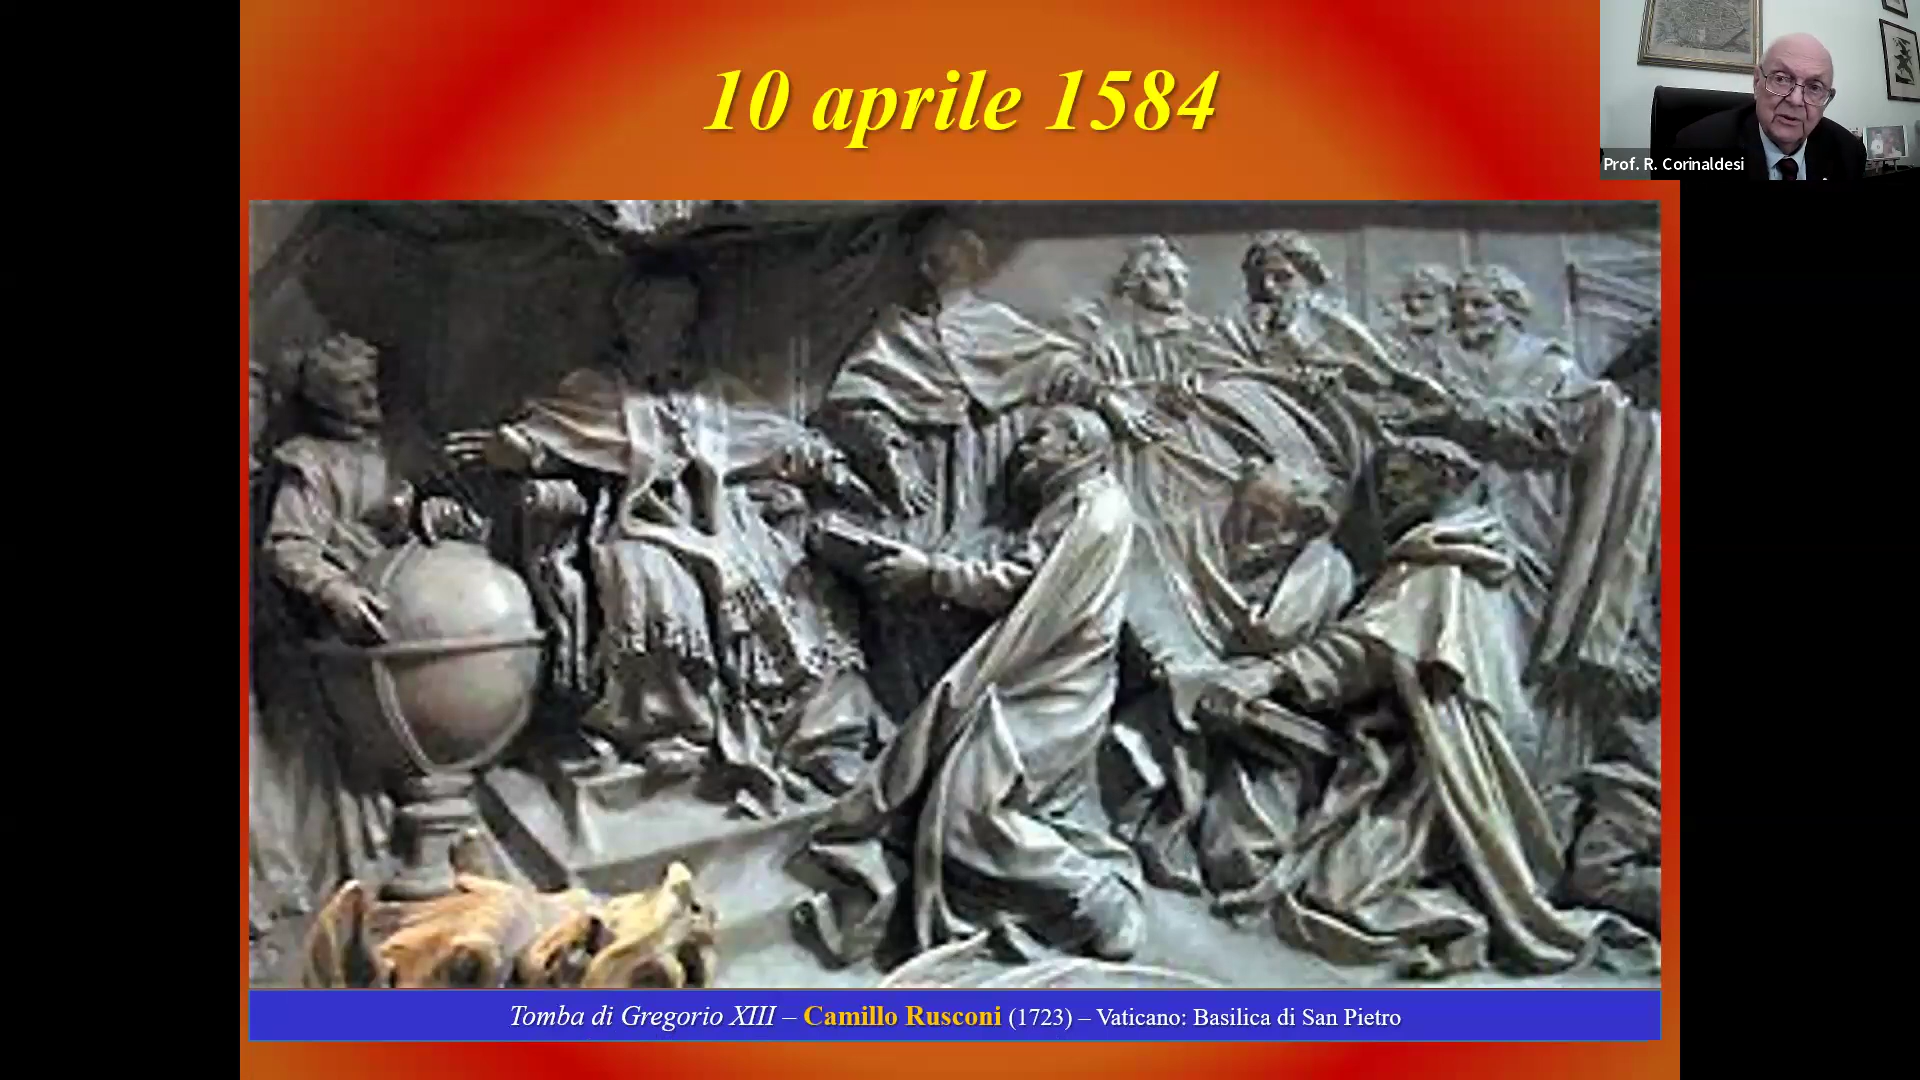 10 aprile 1584
Prof. R. Corinaldesi
Tomba di Gregorio XIII – Camillo Rusconi (1723) – Vaticano: Basilica di San Pietro